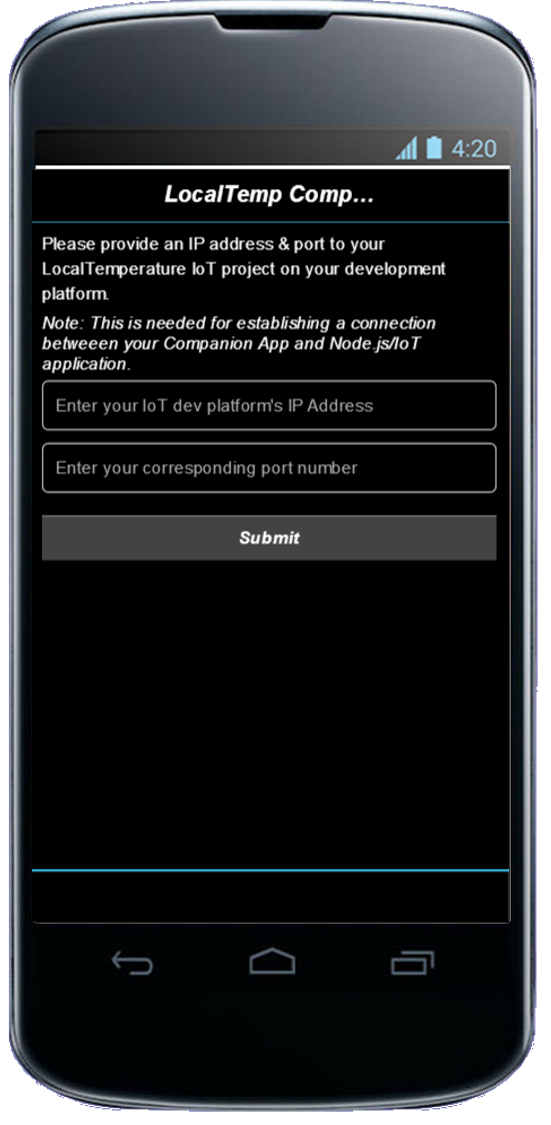 4:20
LocalTemp Comp...
Please provide an IP address & port to your
LocalTemperature IoT project on your development
platform.
Note: This is needed for establishing a connection
betweeen your Companion App and Node.js/IoT
application.
Enter your IoT dev platform's IP Address
Enter your corresponding port number
Submit